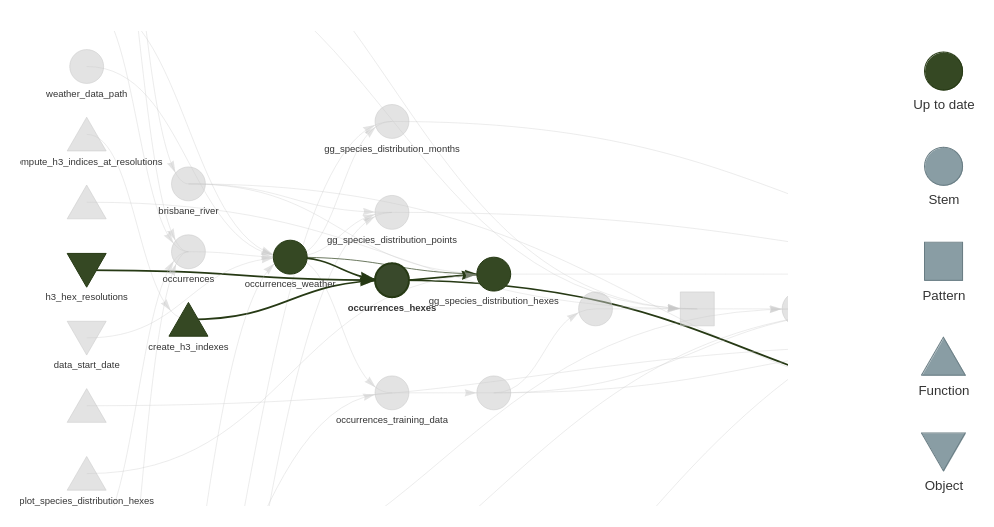 weather_data_path
mpute_h3_indices_at_resolutions
gg_species_distribution_months
brisbane_river
gg_species_distribution_points
occurrences
occurrences_weather
h3_hex_resolutions
occurrences_hexes
gg_species_distribution_hexes
create_h3_indexes
data_start_date
occurrences_training_data
plot_species_distribution_hexes
Up to date
Stem
Pattern
Function
Object